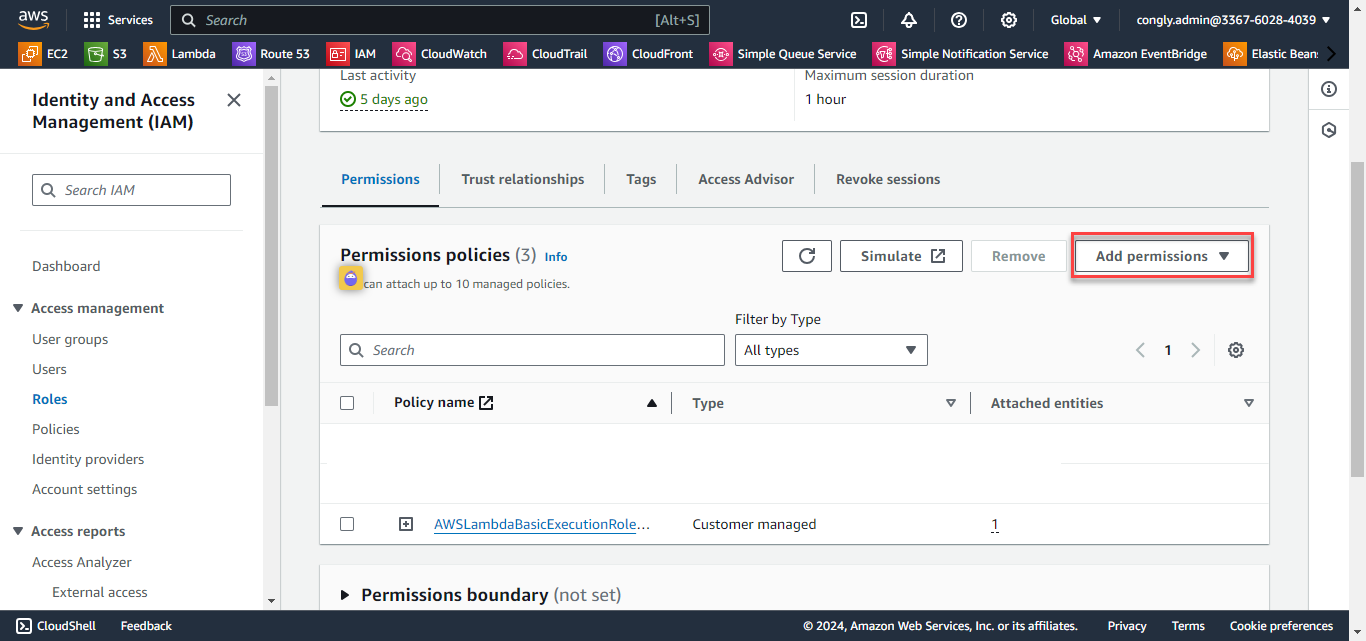 aws Services Search [Alt+S] Global congly.admin@3367-6028-4039
EC2 S3 Lambda Route 53 IAM CloudWatch CloudTrail CloudFront Simple Queue Service Simple Notification Service Amazon EventBridge Elastic Bean
Identity and Access
Management (IAM)
Search IAM
Dashboard
Access management
User groups
Users
Roles
Policies
Identity providers
Account settings
Access reports
Access Analyzer
External access
Last activity
5 days ago
Maximum session duration
1 hour
Permissions Trust relationships Tags Access Advisor Revoke sessions
Permissions policies (3) Info
can attach up to 10 managed policies.
Simulate Remove Add permissions
Filter by Type
Search All types 1
Policy name Type Attached entities
AWSLambdaBasicExecutionRole... Customer managed 1
Permissions boundary (not set)
CloudShell Feedback © 2024, Amazon Web Services, Inc. or its affiliates. Privacy Terms Cookie preferences